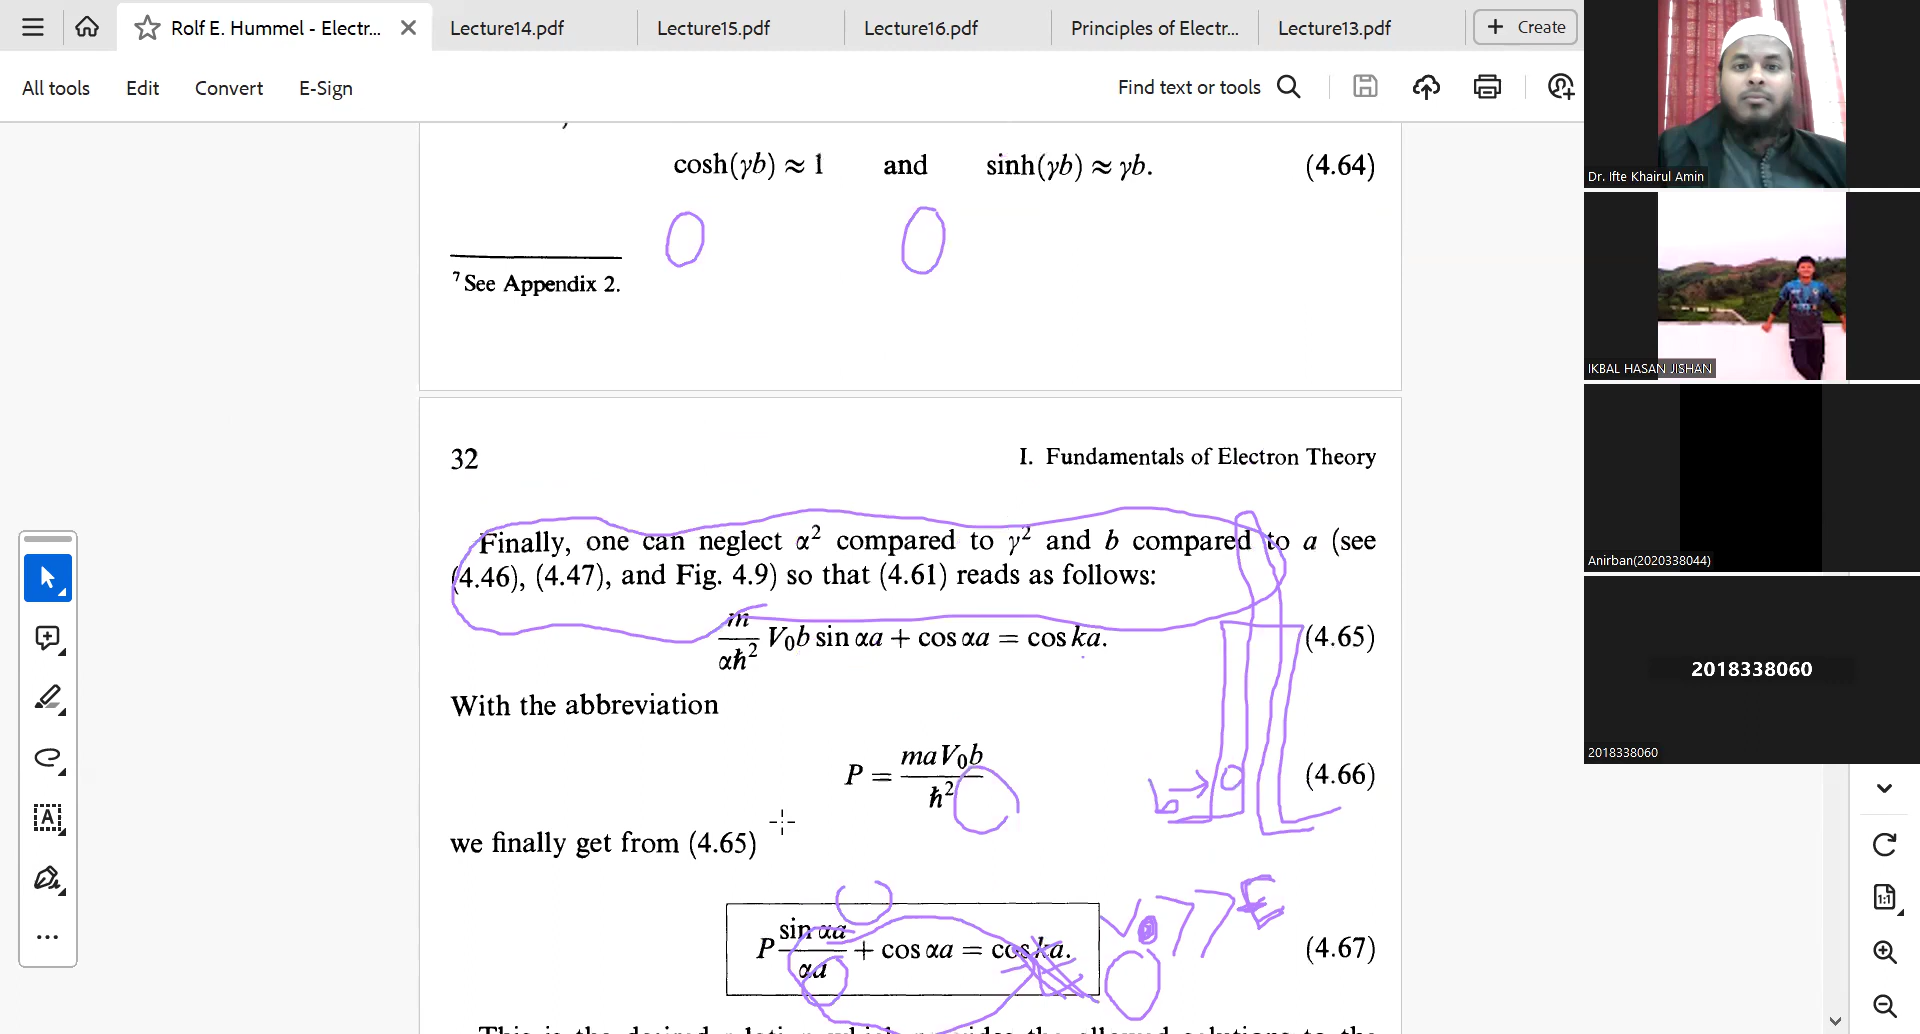 Rolf E. Hummel - Electr...
Lecture14.pdf
Lecture15.pdf
Lecture16.pdf
Principles of Electr...
Lecture13.pdf
+ Create
All tools
Edit
Convert
E-Sign
Find text or tools
cosh(γb) ≈ 1 and sinh(γb) ≈ γb. (4.64)
⁷ See Appendix 2.
32 I. Fundamentals of Electron Theory
Finally, one can neglect α² compared to γ² and b compared to a (see
(4.46), (4.47), and Fig. 4.9) so that (4.61) reads as follows:
m/αħ² V₀b sin αa + cos αa = cos ka. (4.65)
With the abbreviation
P = maV₀b/ħ² (4.66)
b
we finally get from (4.65)
P sin αa/αa + cos αa = cos ka. (4.67)
V₀ >> E
Dr. Ifte Khairul Amin
IKBAL HASAN JISHAN
Anirban(2020338044)
2018338060
2018338060
1:1